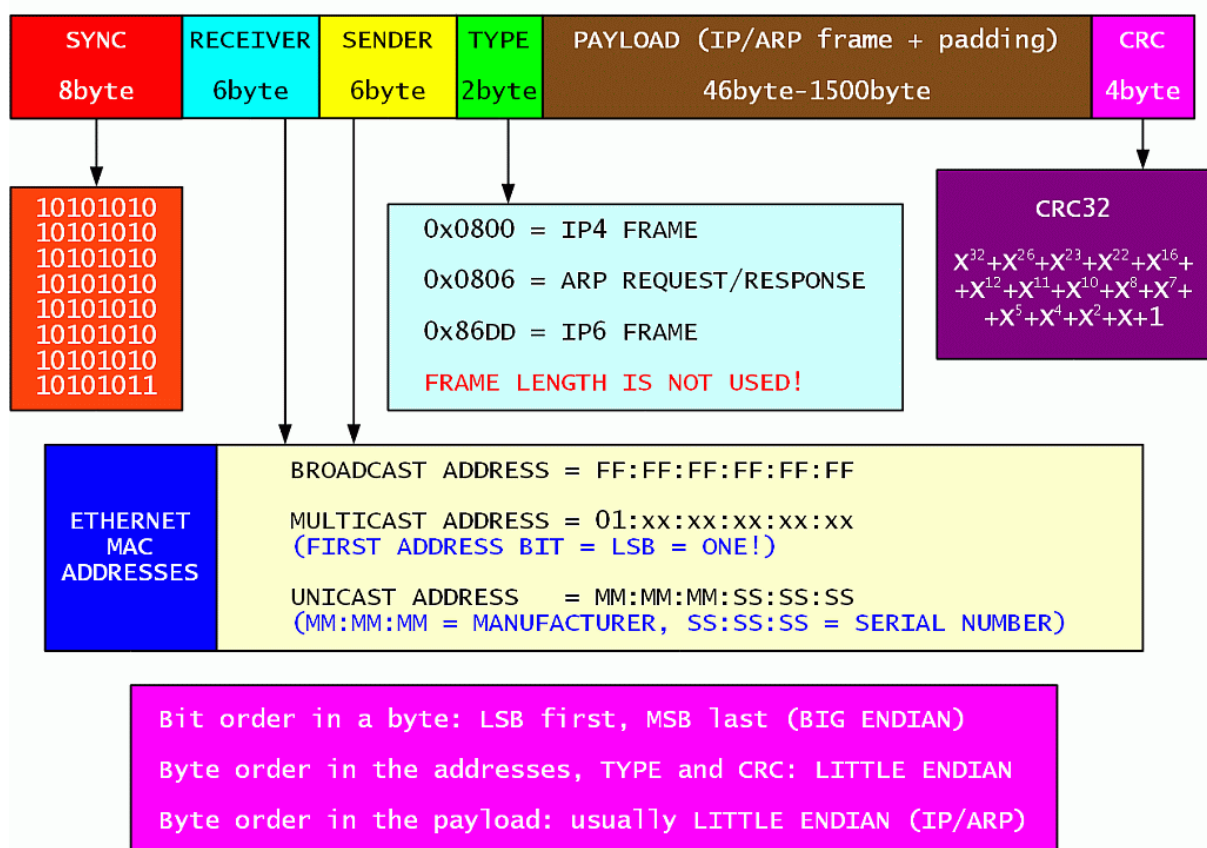 SYNC RECEIVER SENDER TYPE PAYLOAD (IP/ARP frame + padding) CRC
8byte 6byte 6byte 2byte 46byte-1500byte 4byte
10101010
10101010
10101010
10101010
10101010
10101010
10101010
10101011
0x0800 = IP4 FRAME
0x0806 = ARP REQUEST/RESPONSE
0x86DD = IP6 FRAME
FRAME LENGTH IS NOT USED!
CRC32
x³²+x²⁶+x²³+x²²+x¹⁶+
+x¹²+x¹¹+x¹⁰+x⁸+x⁷+
+x⁵+x⁴+x²+x+1
ETHERNET
MAC
ADDRESSES
BROADCAST ADDRESS = FF:FF:FF:FF:FF:FF
MULTICAST ADDRESS = 01:xx:xx:xx:xx:xx
(FIRST ADDRESS BIT = LSB = ONE!)
UNICAST ADDRESS = MM:MM:MM:SS:SS:SS
(MM:MM:MM = MANUFACTURER, SS:SS:SS = SERIAL NUMBER)
Bit order in a byte: LSB first, MSB last (BIG ENDIAN)
Byte order in the addresses, TYPE and CRC: LITTLE ENDIAN
Byte order in the payload: usually LITTLE ENDIAN (IP/ARP)